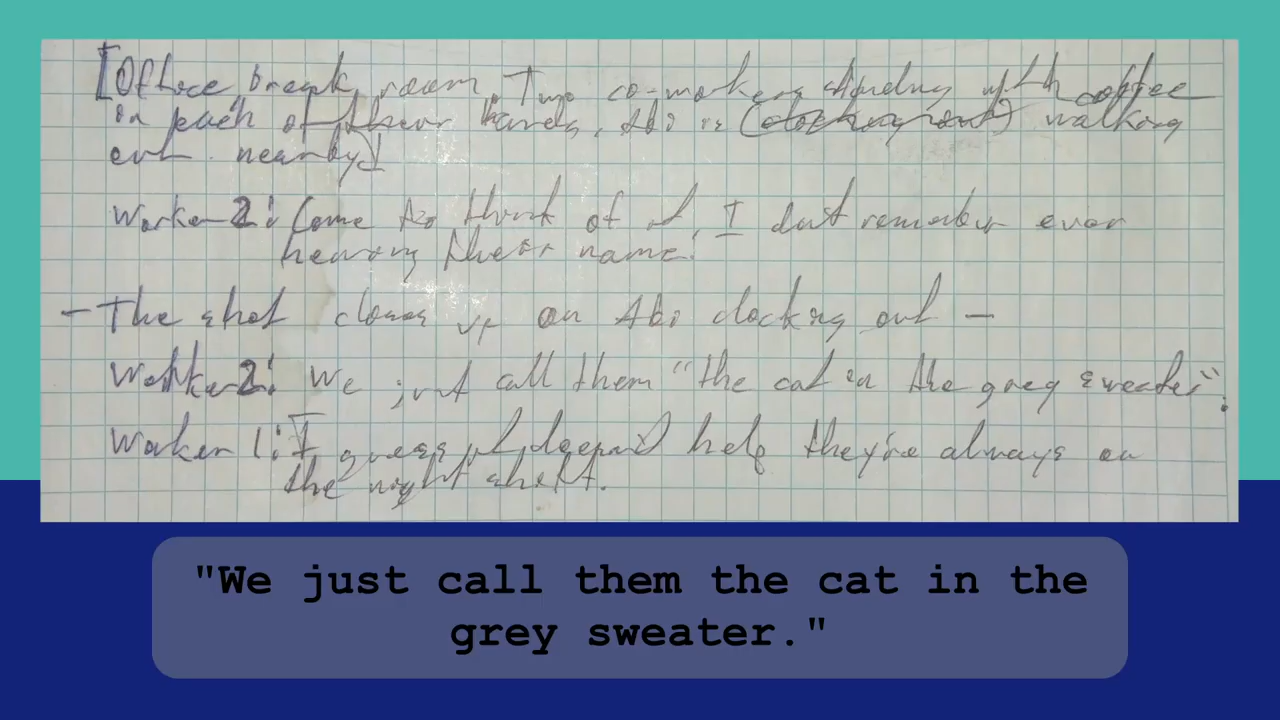 [Office break room. Two co-workers standing with coffee
in each of their hands. Abi is (clocking out) walking
out nearby]
Worker 2: Come to think of it, I don't remember ever
hearing their name!
- The shot closes up on Abi clocking out -
Worker 2: We just call them "the cat in the grey sweater".
Worker 1: I guess it doesn't help they're always on
the night shift.
"We just call them the cat in the
grey sweater."